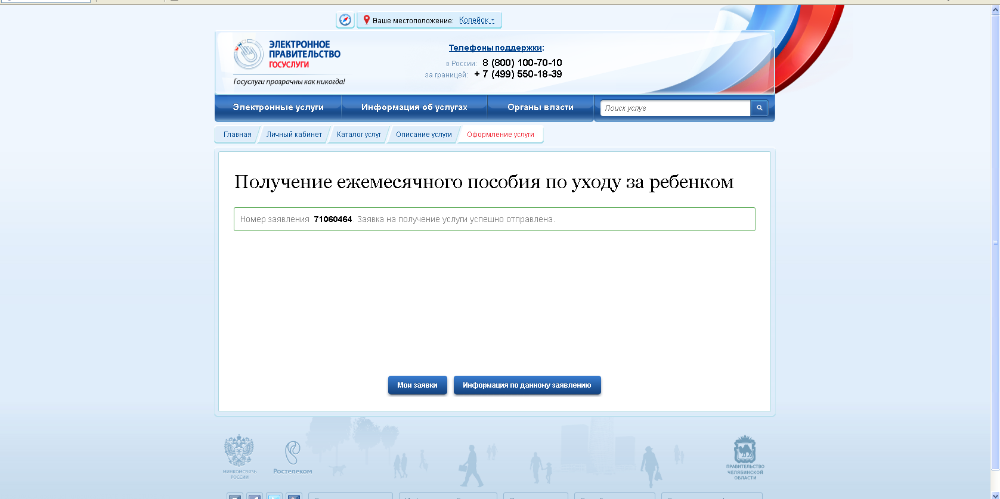 Ваше местоположение: Копейск
ЭЛЕКТРОННОЕ
ПРАВИТЕЛЬСТВО
ГОСУСЛУГИ
Госуслуги прозрачны как никогда!
Телефоны поддержки:
в России: 8 (800) 100-70-10
за границей: + 7 (499) 550-18-39
Электронные услуги
Информация об услугах
Органы власти
Поиск услуг
Главная
Личный кабинет
Каталог услуг
Описание услуги
Оформление услуги
Получение ежемесячного пособия по уходу за ребенком
Номер заявления 71060464. Заявка на получение услуги успешно отправлена.
Мои заявки
Информация по данному заявлению
МИНКОМСВЯЗЬ
РОССИИ
Ростелеком
ПРАВИТЕЛЬСТВО
ЧЕЛЯБИНСКОЙ
ОБЛАСТИ